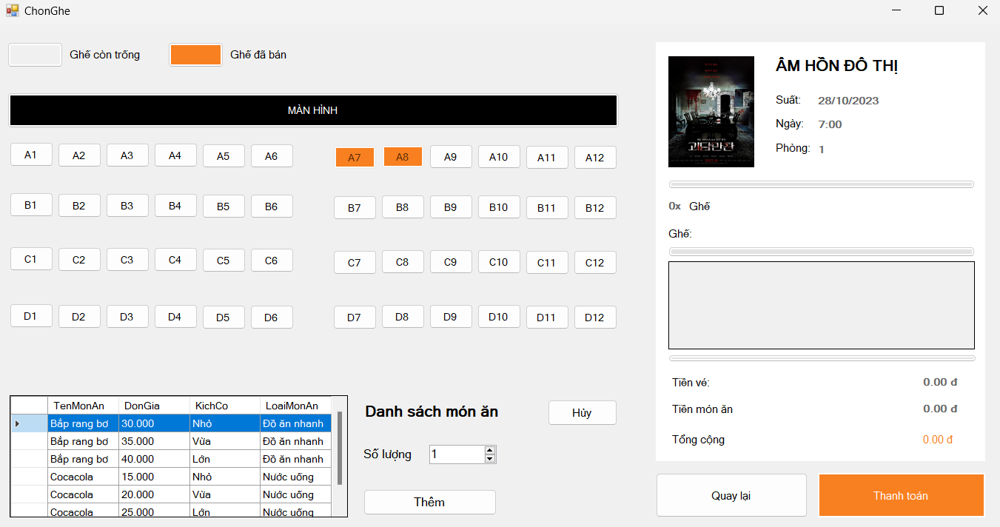 ChonGhe
Ghế còn trống
Ghế đã bán
MÀN HÌNH
A1 A2 A3 A4 A5 A6 A7 A8 A9 A10 A11 A12
B1 B2 B3 B4 B5 B6 B7 B8 B9 B10 B11 B12
C1 C2 C3 C4 C5 C6 C7 C8 C9 C10 C11 C12
D1 D2 D3 D4 D5 D6 D7 D8 D9 D10 D11 D12
TenMonAn DonGia KichCo LoaiMonAn
Bắp rang bơ 30.000 Nhỏ Đồ ăn nhanh
Bắp rang bơ 35.000 Vừa Đồ ăn nhanh
Bắp rang bơ 40.000 Lớn Đồ ăn nhanh
Cocacola 15.000 Nhỏ Nước uống
Cocacola 20.000 Vừa Nước uống
Cocacola 25.000 Lớn Nước uống
Danh sách món ăn
Hủy
Số lượng 1
Thêm
ÂM HỒN ĐÔ THỊ
Suất: 28/10/2023
Ngày: 7:00
Phòng: 1
괴담만찬
0x Ghế
Ghế:
Tiền vé: 0.00 đ
Tiền món ăn 0.00 đ
Tổng cộng 0.00 đ
Quay lại
Thanh toán